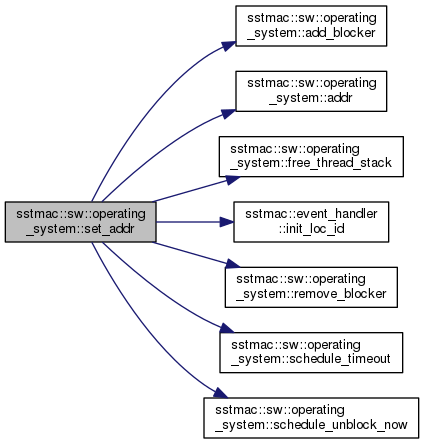 sstmac::sw::operating
_system::set_addr
sstmac::sw::operating
_system::add_blocker
sstmac::sw::operating
_system::addr
sstmac::sw::operating
_system::free_thread_stack
sstmac::event_handler
::init_loc_id
sstmac::sw::operating
_system::remove_blocker
sstmac::sw::operating
_system::schedule_timeout
sstmac::sw::operating
_system::schedule_unblock_now